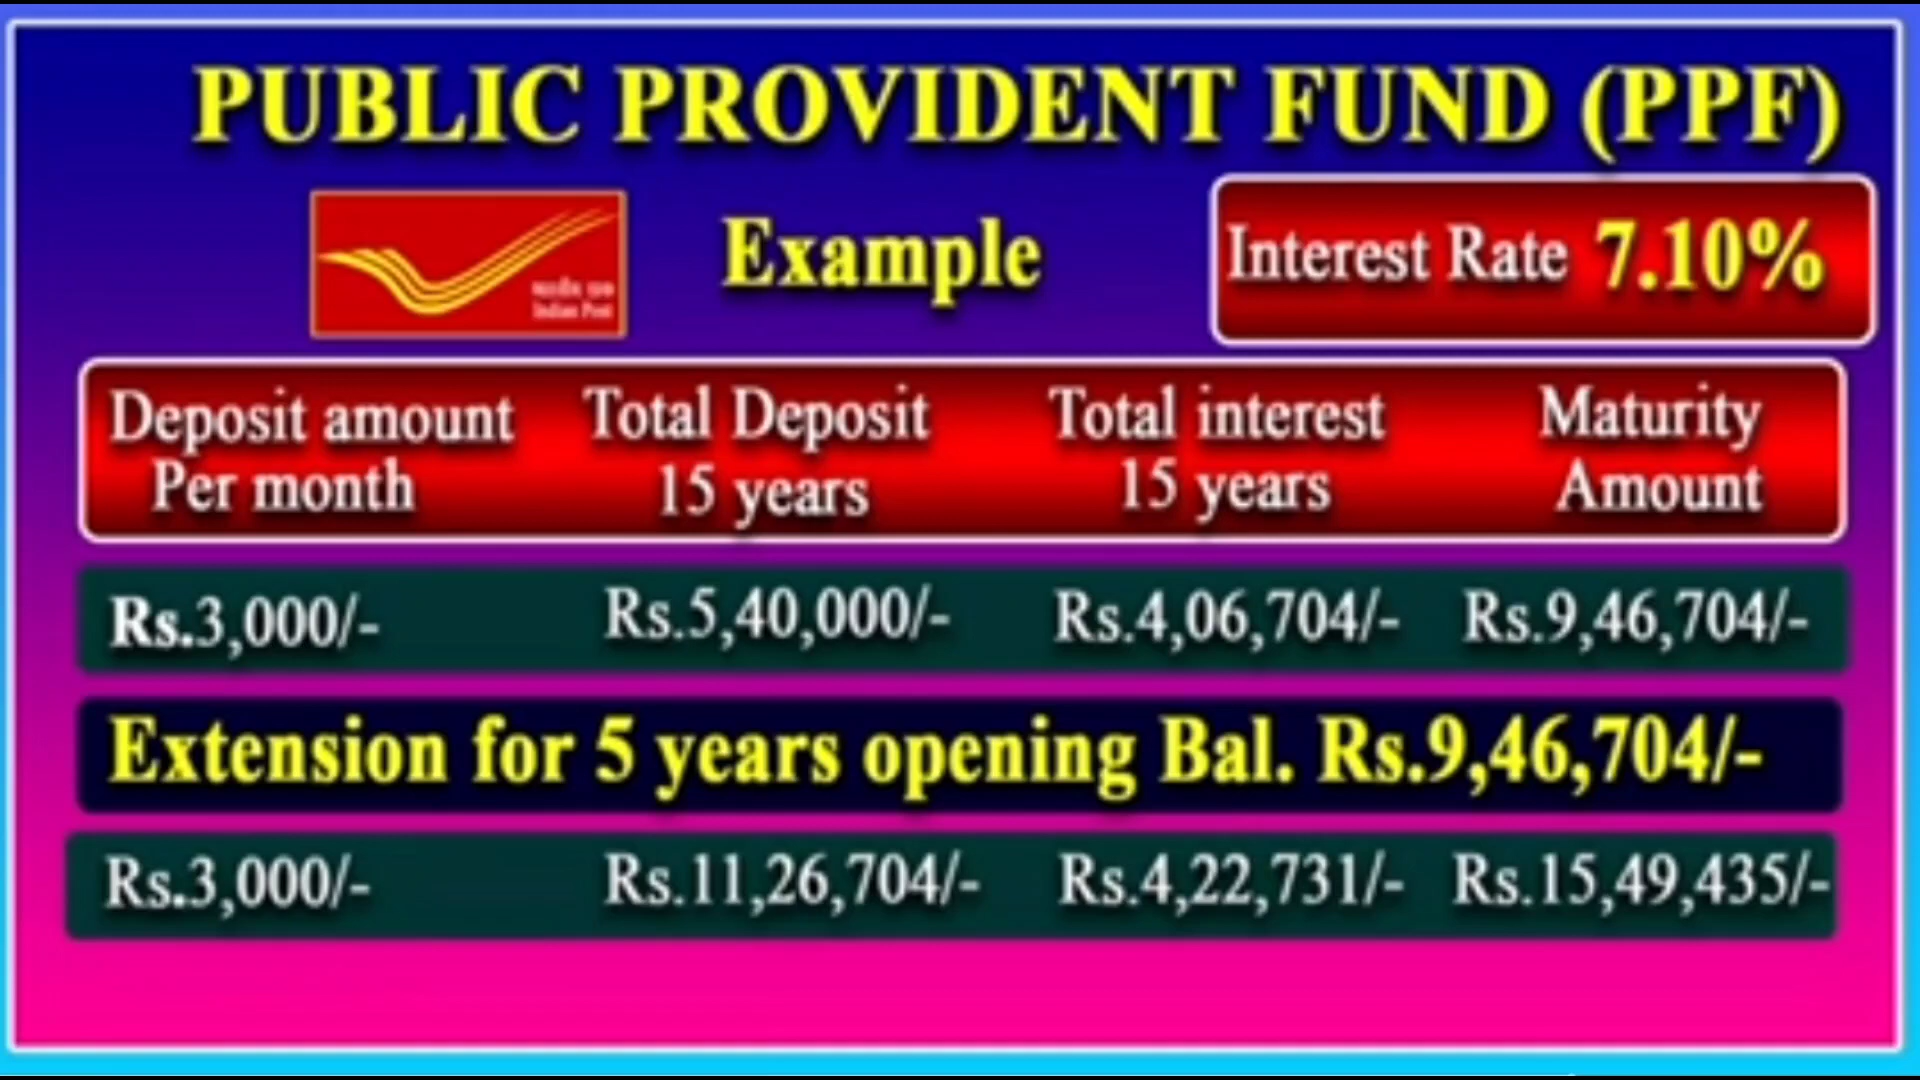 PUBLIC PROVIDENT FUND (PPF)
Example
Interest Rate 7.10%
Indian Post
Deposit amount Per month
Total Deposit 15 years
Total interest 15 years
Maturity Amount
Rs.3,000/- Rs.5,40,000/- Rs.4,06,704/- Rs.9,46,704/-
Extension for 5 years opening Bal. Rs.9,46,704/-
Rs.3,000/- Rs.11,26,704/- Rs.4,22,731/- Rs.15,49,435/-